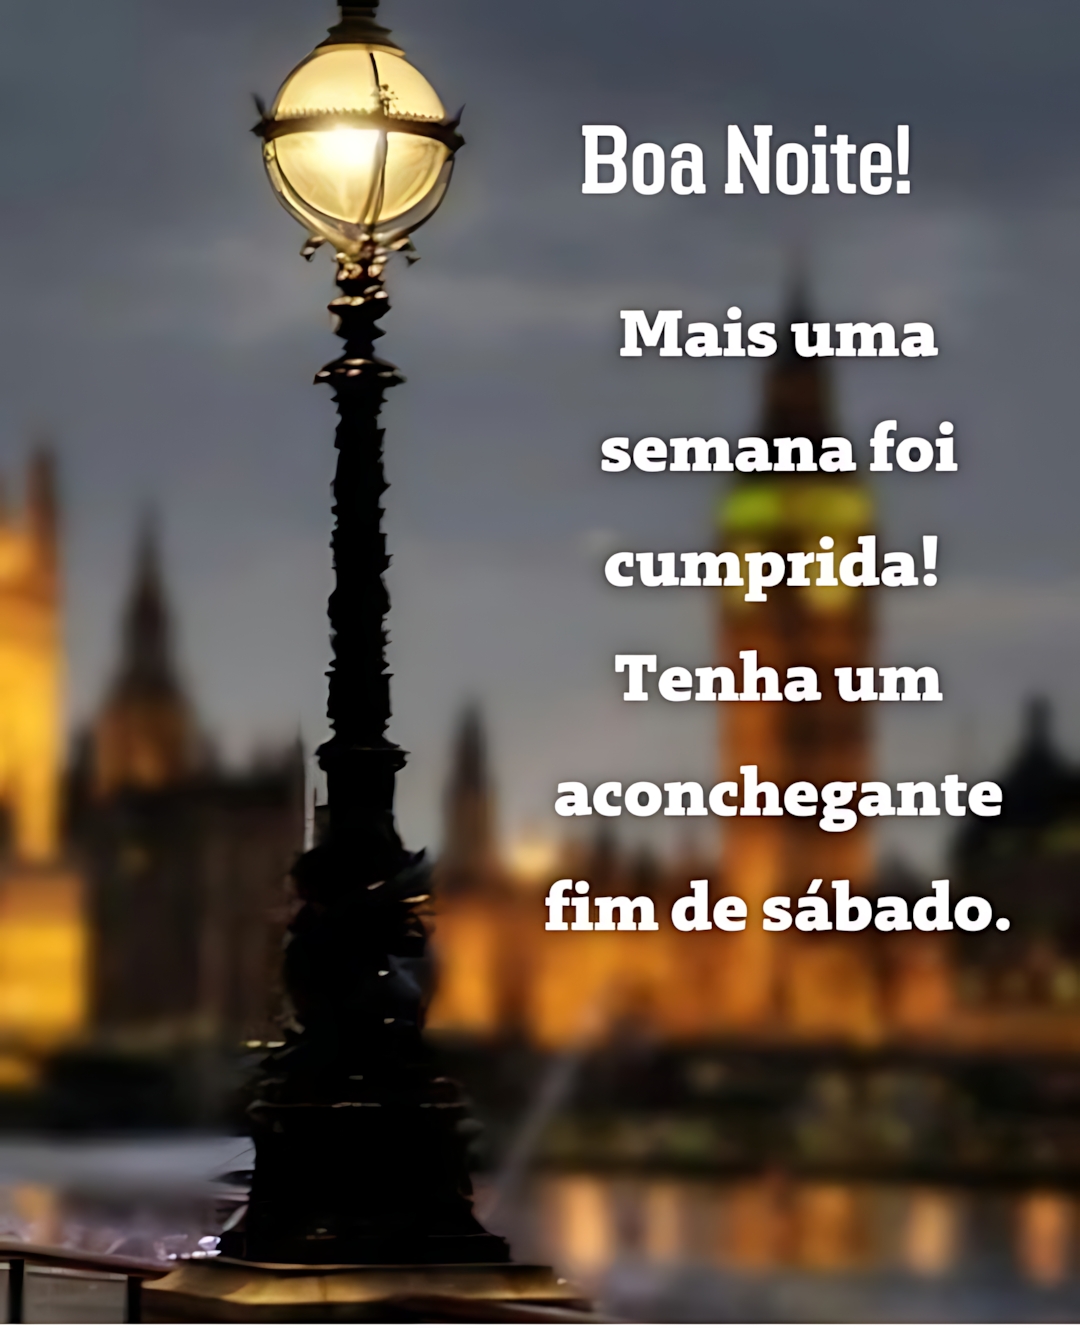 Boa Noite!
Mais uma
semana foi
cumprida!
Tenha um
aconchegante
fim de sábado.